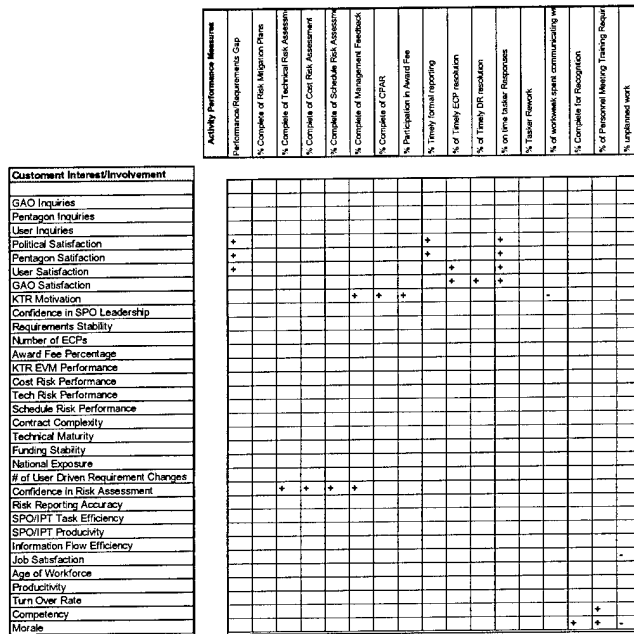 Activity Performance Measures
Performance/Requirements Gap
% Complete of Risk Mitigation Plans
% Complete of Technical Risk Assessm
% Complete of Cost Risk Assessment
% Complete of Schedule Risk Assessm
% Complete of Management Feedback
% Complete of CPAR
% Participation in Award Fee
% Timely formal reporting
% of Timely ECP resolution
% of Timely DR resolution
% on time tasker Responses
% Tasker Rework
% of workweek spent communicating w
% Complete for Recognition
% of Personnel Meeting Training Requir
% unplanned work
Customent Interest/Involvement
GAO Inquiries
Pentagon Inquiries
User Inquiries
Political Satisfaction + + +
Pentagon Satifaction + + +
User Satisfaction + + +
GAO Satisfaction + + +
KTR Motivation + + + -
Confidence in SPO Leadership
Requirements Stability
Number of ECPs
Award Fee Percentage
KTR EVM Performance
Cost Risk Performance
Tech Risk Performance
Schedule Risk Performance
Contract Complexity
Technical Maturity
Funding Stability
National Exposure
# of User Driven Requirement Changes
Confidence in Risk Assessment + + + +
Risk Reporting Accuracy
SPO/IPT Task Efficiency
SPO/IPT Producivity
Information Flow Efficiency
Job Satisfaction -
Age of Workforce
Producitivity
Turn Over Rate
Competency +
Morale + + -